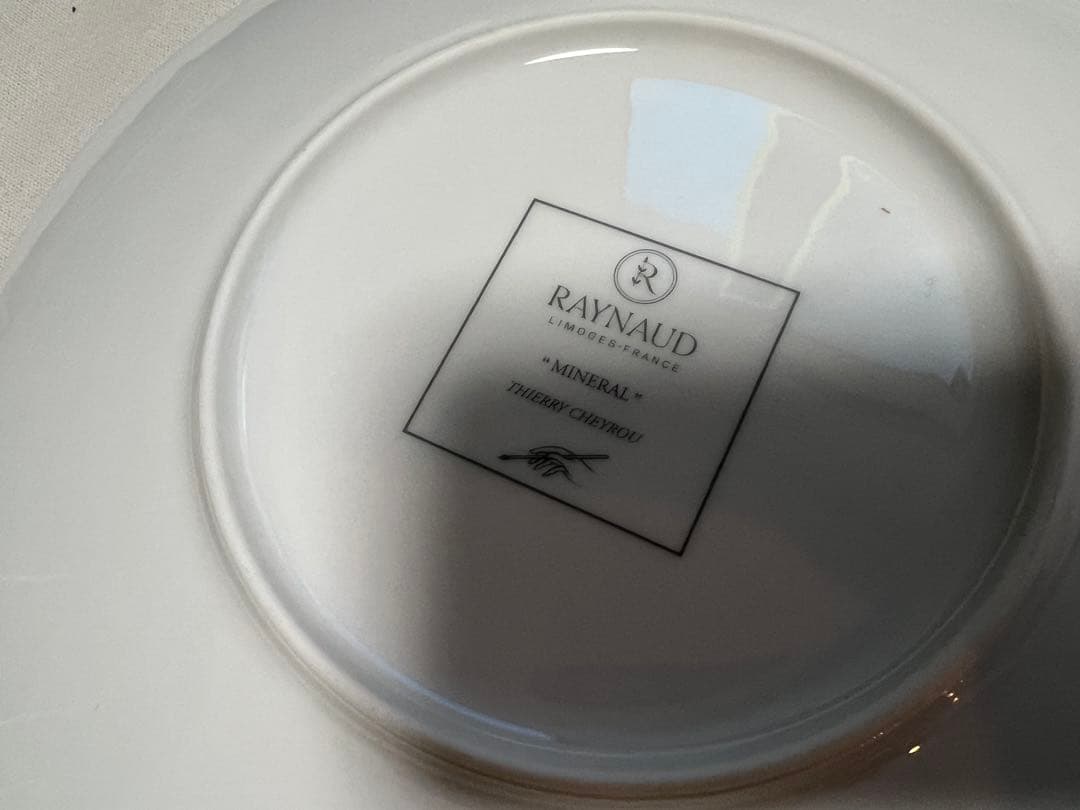 R
RAYNAUD
LIMOGES-FRANCE
"MINERAL"
THIERRY CHEYROU